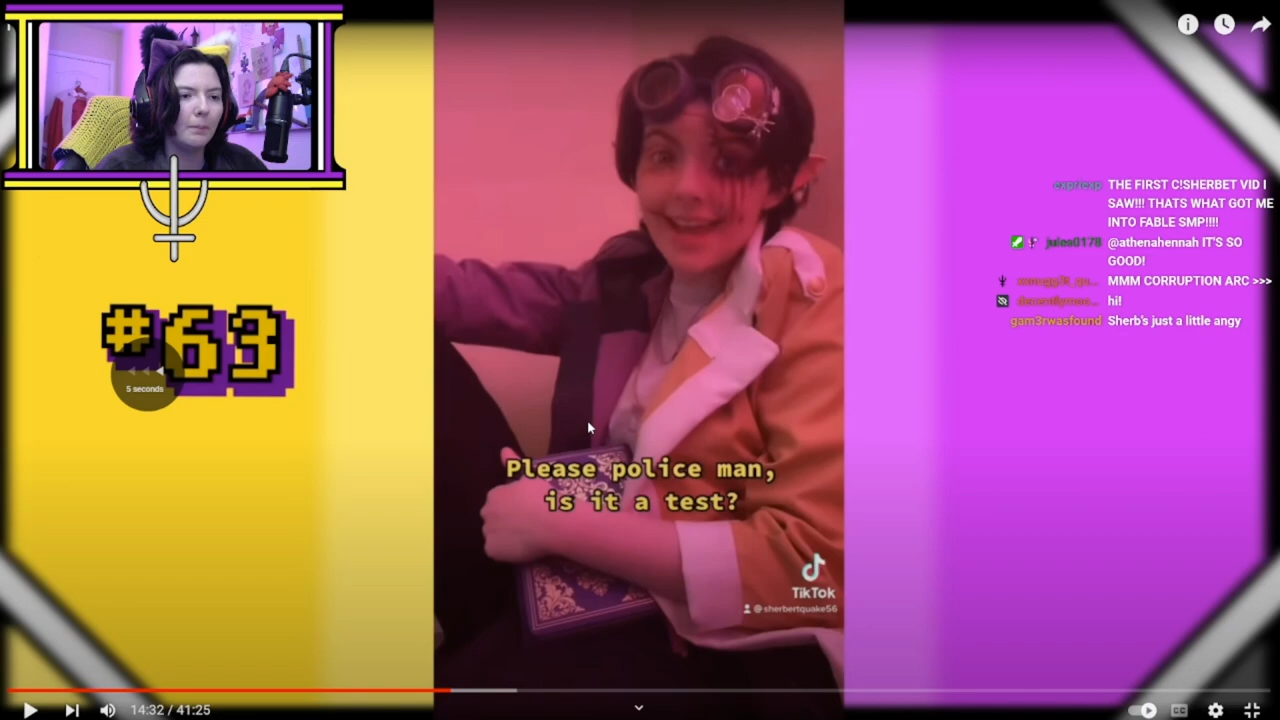 THE FIRST C!SHERBET VID I
SAW!!! THATS WHAT GOT ME
INTO FABLE SMP!!!!
jules0178 @athenahennah IT'S SO
GOOD!
MMM CORRUPTION ARC >>>
hi!
gam3rwasfound Sherb's just a little angy
#63
5 seconds
Please police man,
is it a test?
TikTok
@sherbertquake56
14:32 / 41:25
CC